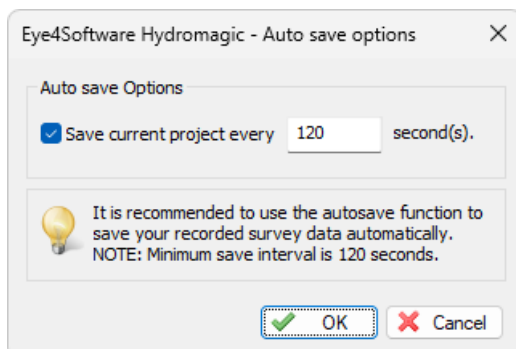 Eye4Software Hydromagic - Auto save options
Auto save Options
Save current project every 120 second(s).
It is recommended to use the autosave function to
save your recorded survey data automatically.
NOTE: Minimum save interval is 120 seconds.
OK Cancel